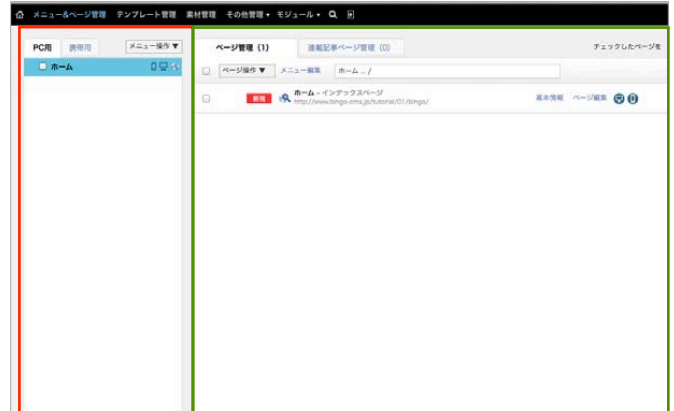 メニュー&ページ管理 テンプレート管理 素材管理 その他管理▼ モジュール▼
PC用 携帯用 メニュー操作▼
ホーム
ページ管理 (1) 連載記事ページ管理 (0) チェックしたページを
ページ操作▼ メニュー編集 ホーム ... /
新規 ホーム - インデックスページ 基本情報 ページ編集
http://www.bingo-cms.jp/tutorial/01/bingo/